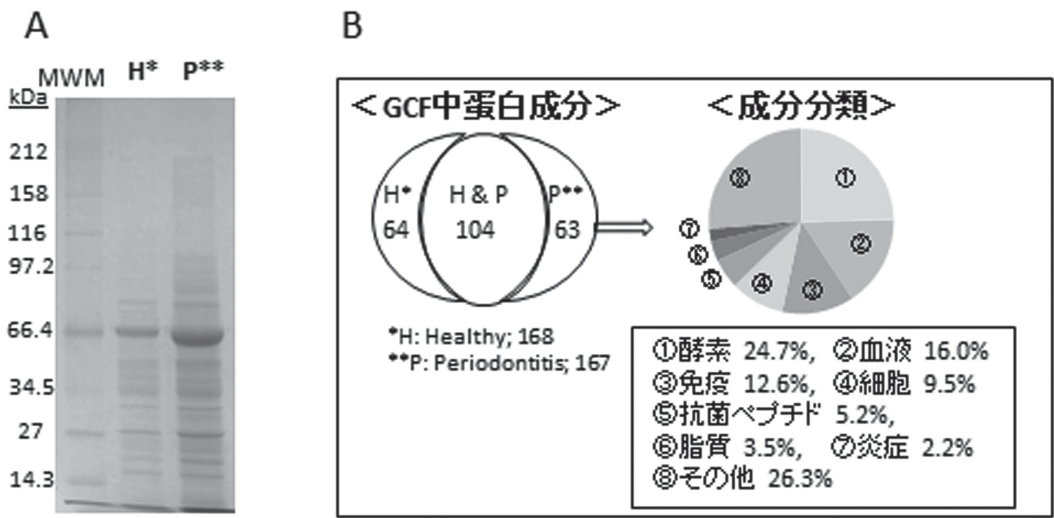 A
MWM H* P**
kDa
212
158
116
97.2
66.4
34.5
27
14.3
B
＜GCF中蛋白成分＞
H* H & P P**
64 104 63
*H: Healthy; 168
**P: Periodontitis; 167
＜成分分類＞
⑧ ①
⑦ ②
⑥
⑤ ④ ③
①酵素 24.7%, ②血液 16.0%
③免疫 12.6%, ④細胞 9.5%
⑤抗菌ペプチド 5.2%,
⑥脂質 3.5%, ⑦炎症 2.2%
⑧その他 26.3%